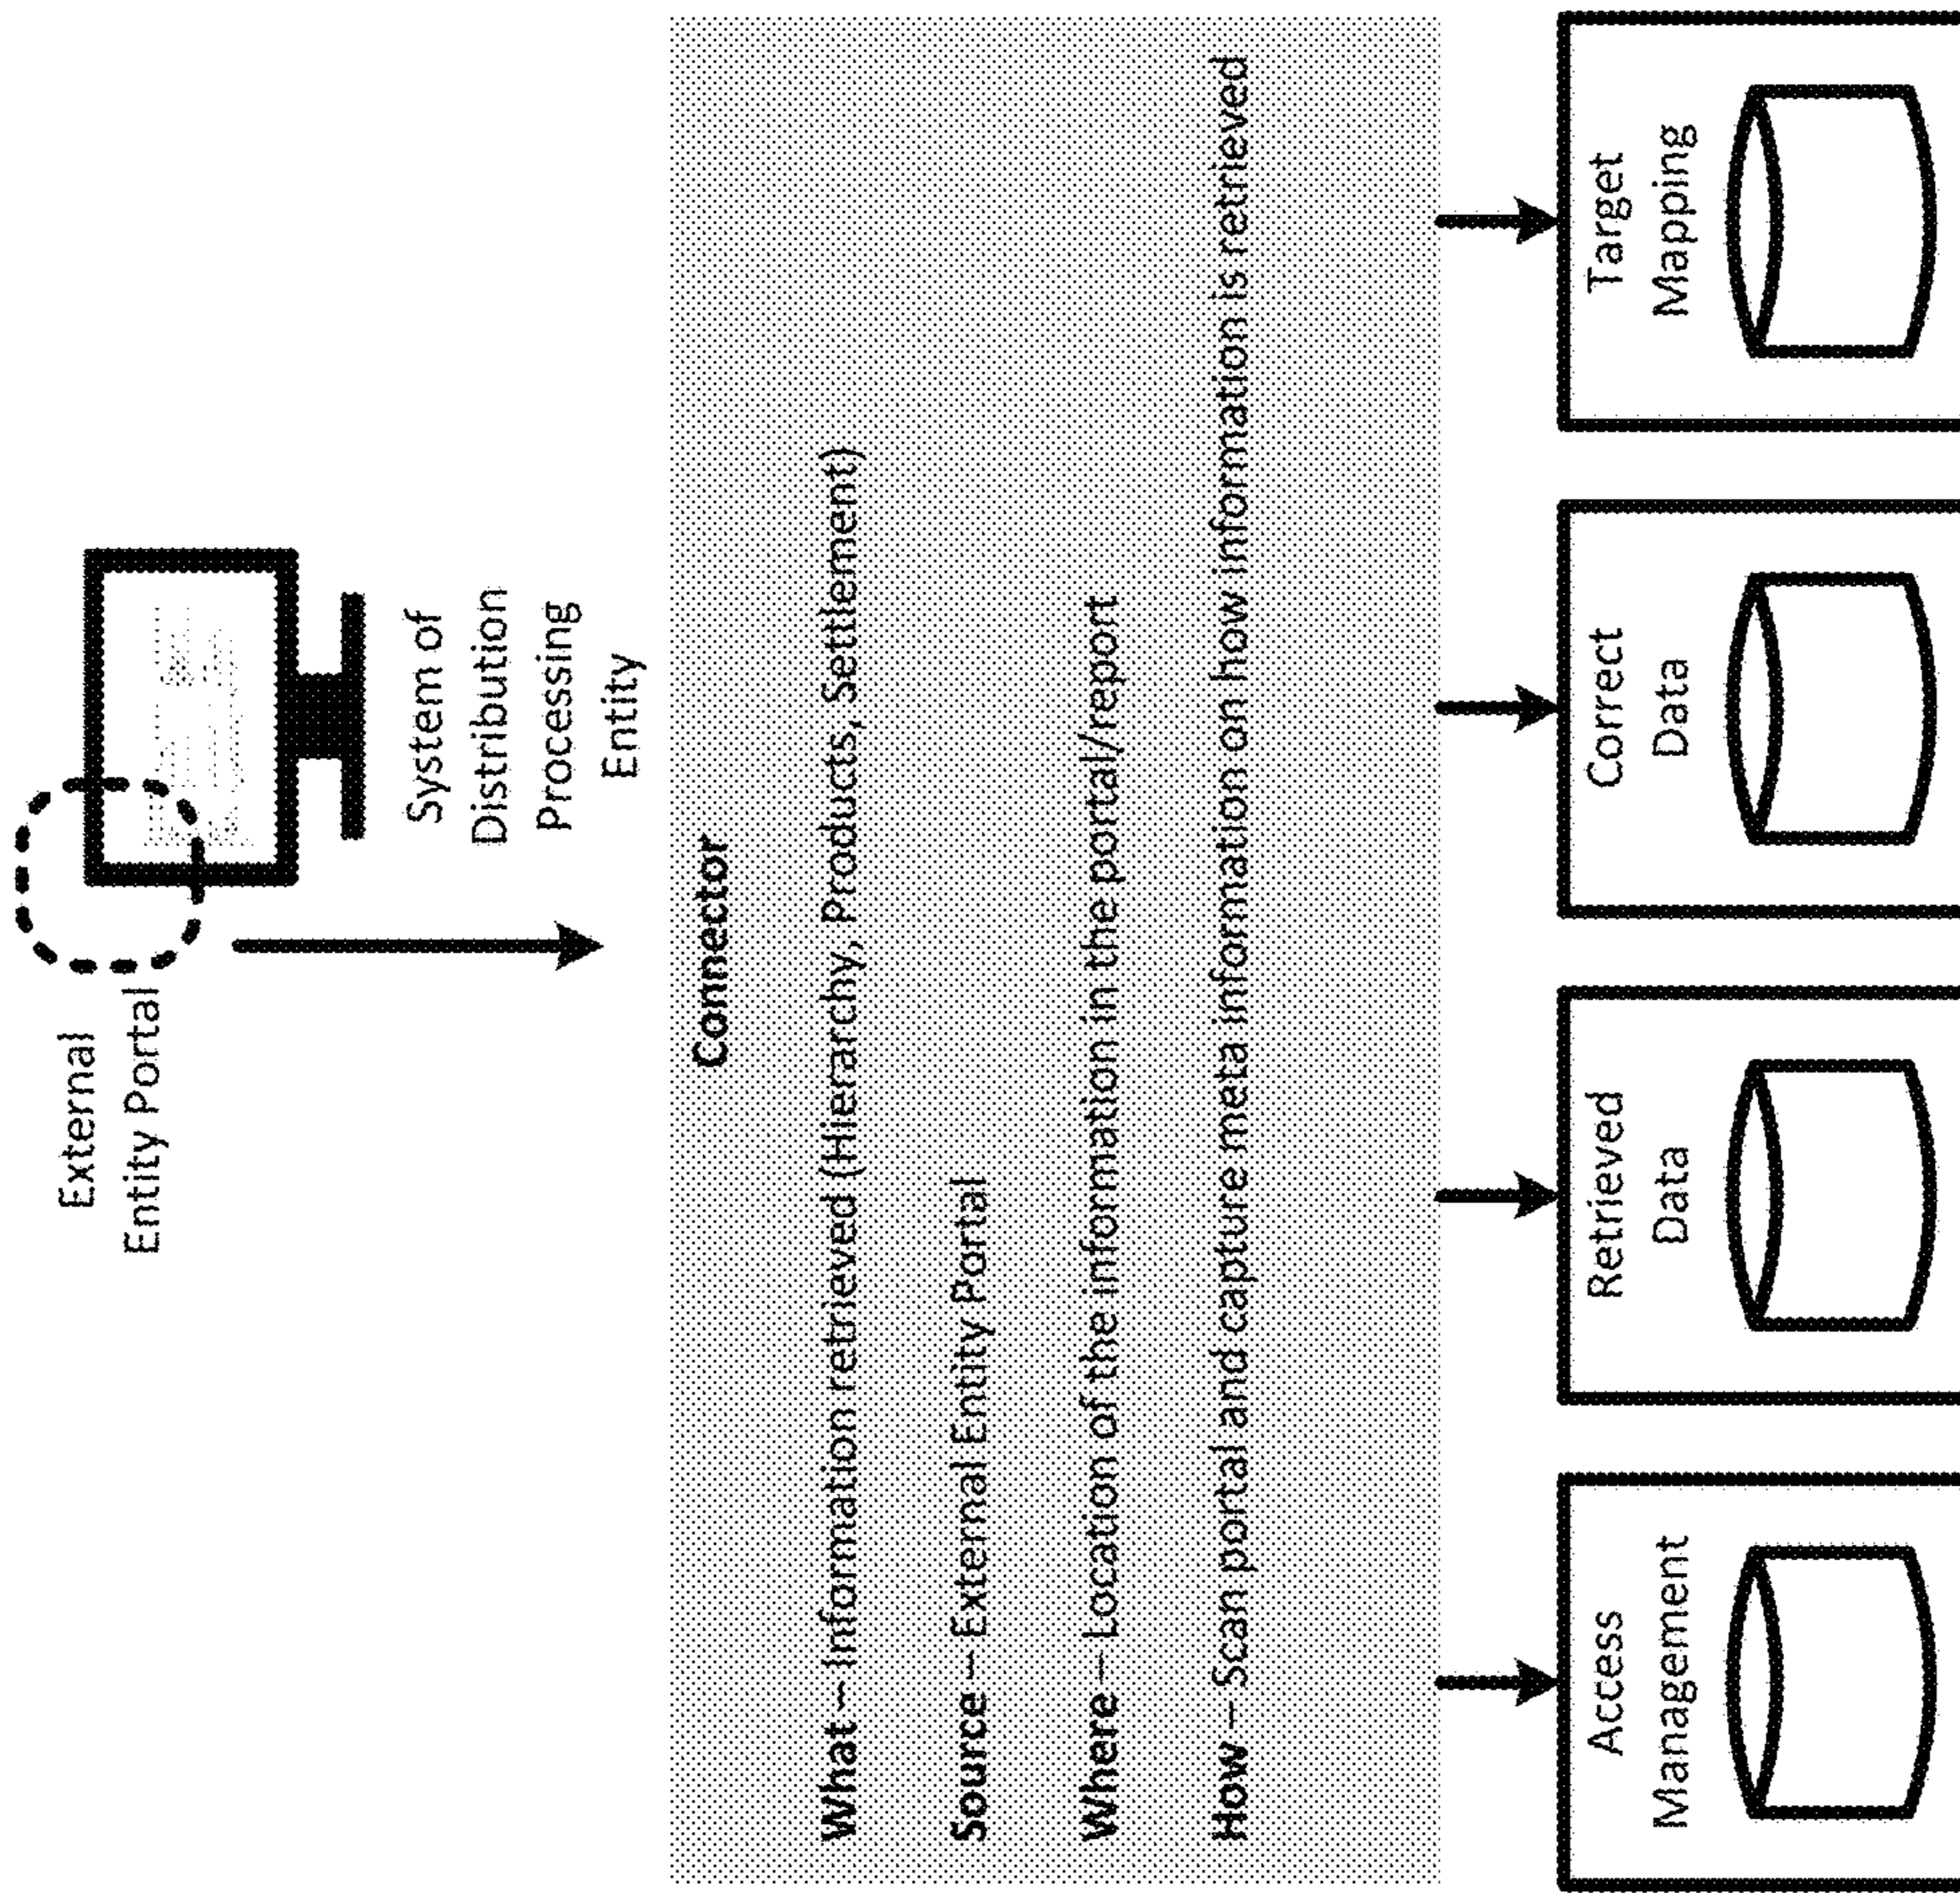 External
Entity Portal
System of
Distribution
Processing
Entity
Connector
What – Information retrieved (Hierarchy, Products, Settlement)
Source – External Entity Portal
Where – Location of the information in the portal/report
How – Scan portal and capture meta information on how information is retrieved
Access
Management
Retrieved
Data
Correct
Data
Target
Mapping